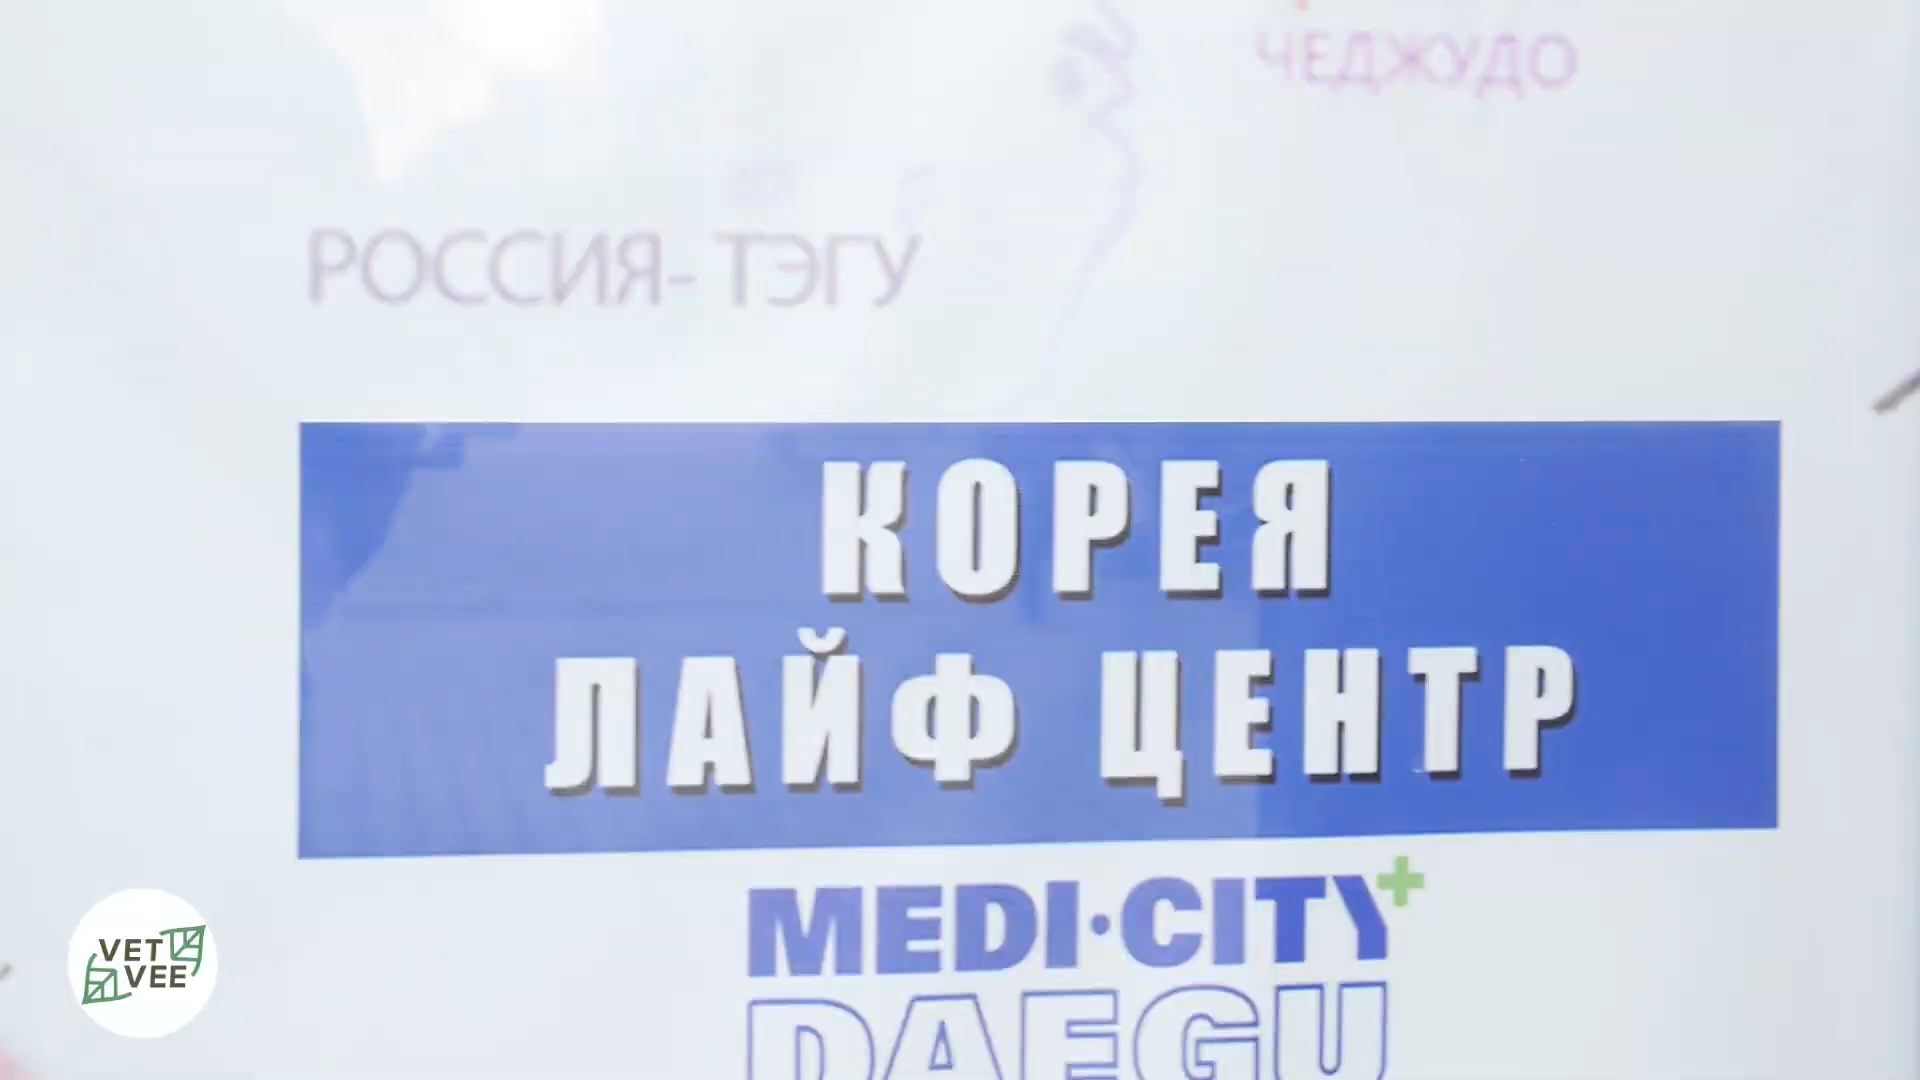 ЧЕДЖУДО
РОССИЯ- ТЭГУ
КОРЕЯ
ЛАЙФ ЦЕНТР
MEDI·CITY
DAEGU
VET
VEE